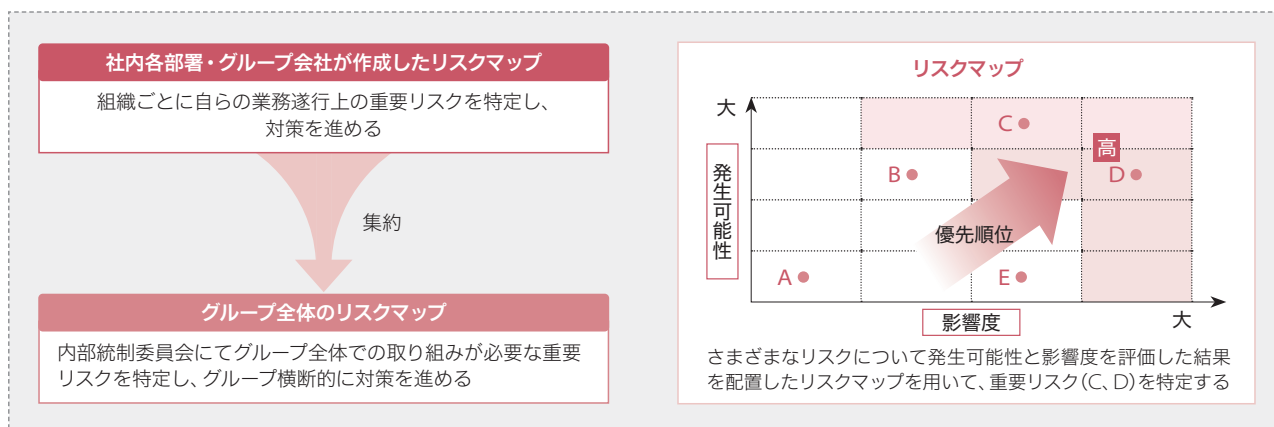 社内各部署・グループ会社が作成したリスクマップ
組織ごとに自らの業務遂行上の重要リスクを特定し、
対策を進める
集約
グループ全体のリスクマップ
内部統制委員会にてグループ全体での取り組みが必要な重要
リスクを特定し、グループ横断的に対策を進める
リスクマップ
大
C
高
B
D
発生可能性
優先順位
A
E
影響度
大
さまざまなリスクについて発生可能性と影響度を評価した結果
を配置したリスクマップを用いて、重要リスク(C、D)を特定する